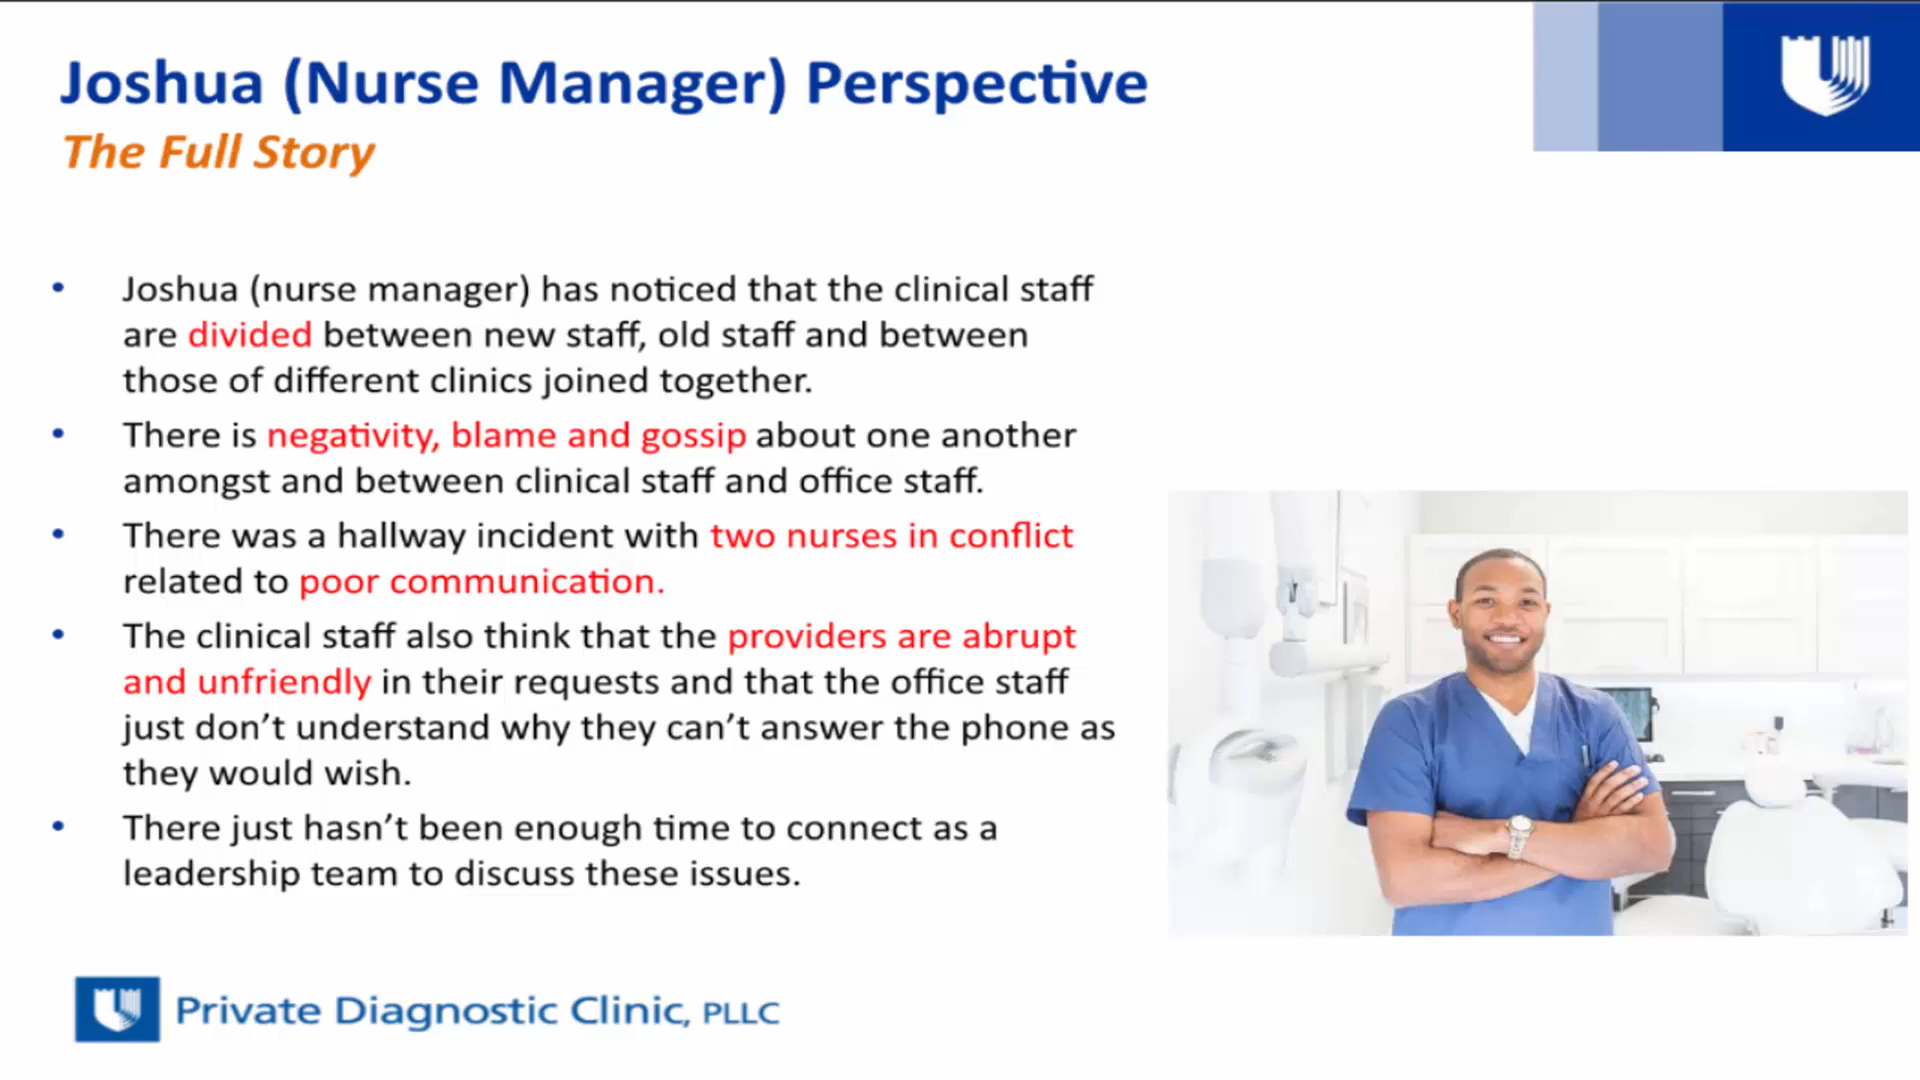 Joshua (Nurse Manager) Perspective
The Full Story
• Joshua (nurse manager) has noticed that the clinical staff
are divided between new staff, old staff and between
those of different clinics joined together.
• There is negativity, blame and gossip about one another
amongst and between clinical staff and office staff.
• There was a hallway incident with two nurses in conflict
related to poor communication.
• The clinical staff also think that the providers are abrupt
and unfriendly in their requests and that the office staff
just don’t understand why they can’t answer the phone as
they would wish.
• There just hasn’t been enough time to connect as a
leadership team to discuss these issues.
Private Diagnostic Clinic, PLLC